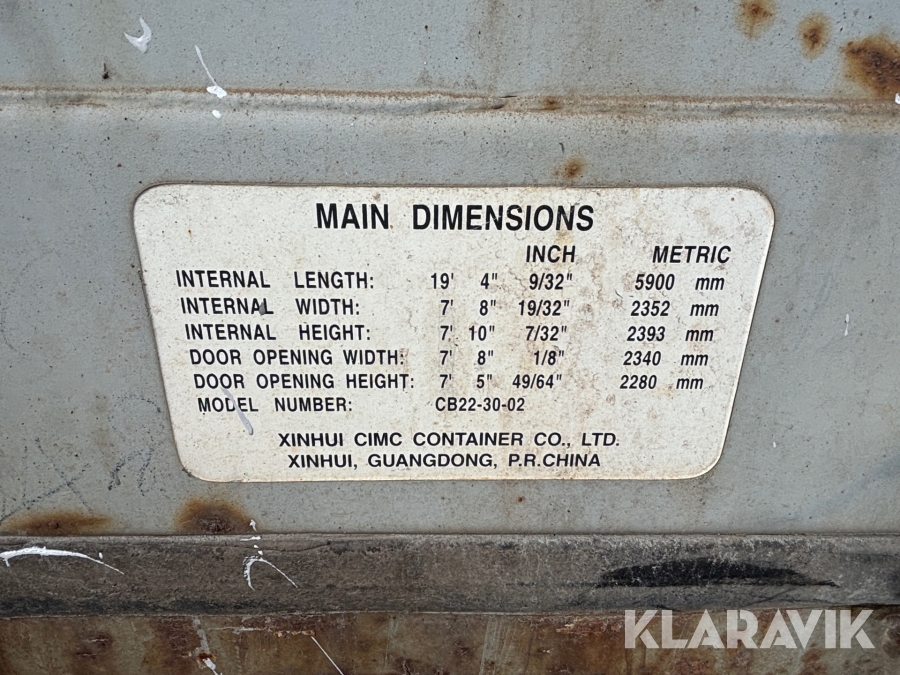 MAIN DIMENSIONS
INCH METRIC
INTERNAL LENGTH: 19' 4" 9/32" 5900 mm
INTERNAL WIDTH: 7' 8" 19/32" 2352 mm
INTERNAL HEIGHT: 7' 10" 7/32" 2393 mm
DOOR OPENING WIDTH: 7' 8" 1/8" 2340 mm
DOOR OPENING HEIGHT: 7' 5" 49/64" 2280 mm
MODEL NUMBER: CB22-30-02
XINHUI CIMC CONTAINER CO., LTD.
XINHUI, GUANGDONG, P.R.CHINA
KLARAVIK